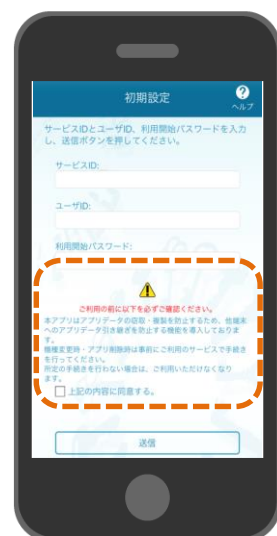 初期設定
?
ヘルプ
サービスIDとユーザID、利用開始パスワードを入力
し、送信ボタンを押してください。
サービスID:
ユーザID:
利用開始パスワード:
ご利用の前に以下を必ずご確認ください。
本アプリはアプリデータの窃取・複製を防止するため、他端末
へのアプリデータ引き継ぎを防止する機能を導入しておりま
す。
機種変更時・アプリ削除時は事前にご利用のサービスで手続き
を行ってください。
所定の手続きを行わない場合は、ご利用いただけなくなり
ます。
上記の内容に同意する。
送信